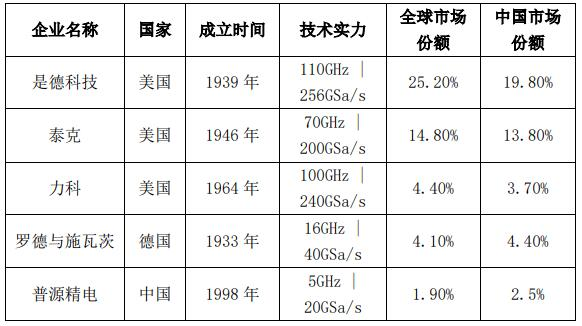 企业名称 国家 成立时间 技术实力 全球市场份额 中国市场份额
是德科技 美国 1939 年 110GHz | 256GSa/s 25.20% 19.80%
泰克 美国 1946 年 70GHz | 200GSa/s 14.80% 13.80%
力科 美国 1964 年 100GHz | 240GSa/s 4.40% 3.70%
罗德与施瓦茨 德国 1933 年 16GHz | 40GSa/s 4.10% 4.40%
普源精电 中国 1998 年 5GHz | 20GSa/s 1.90% 2.5%